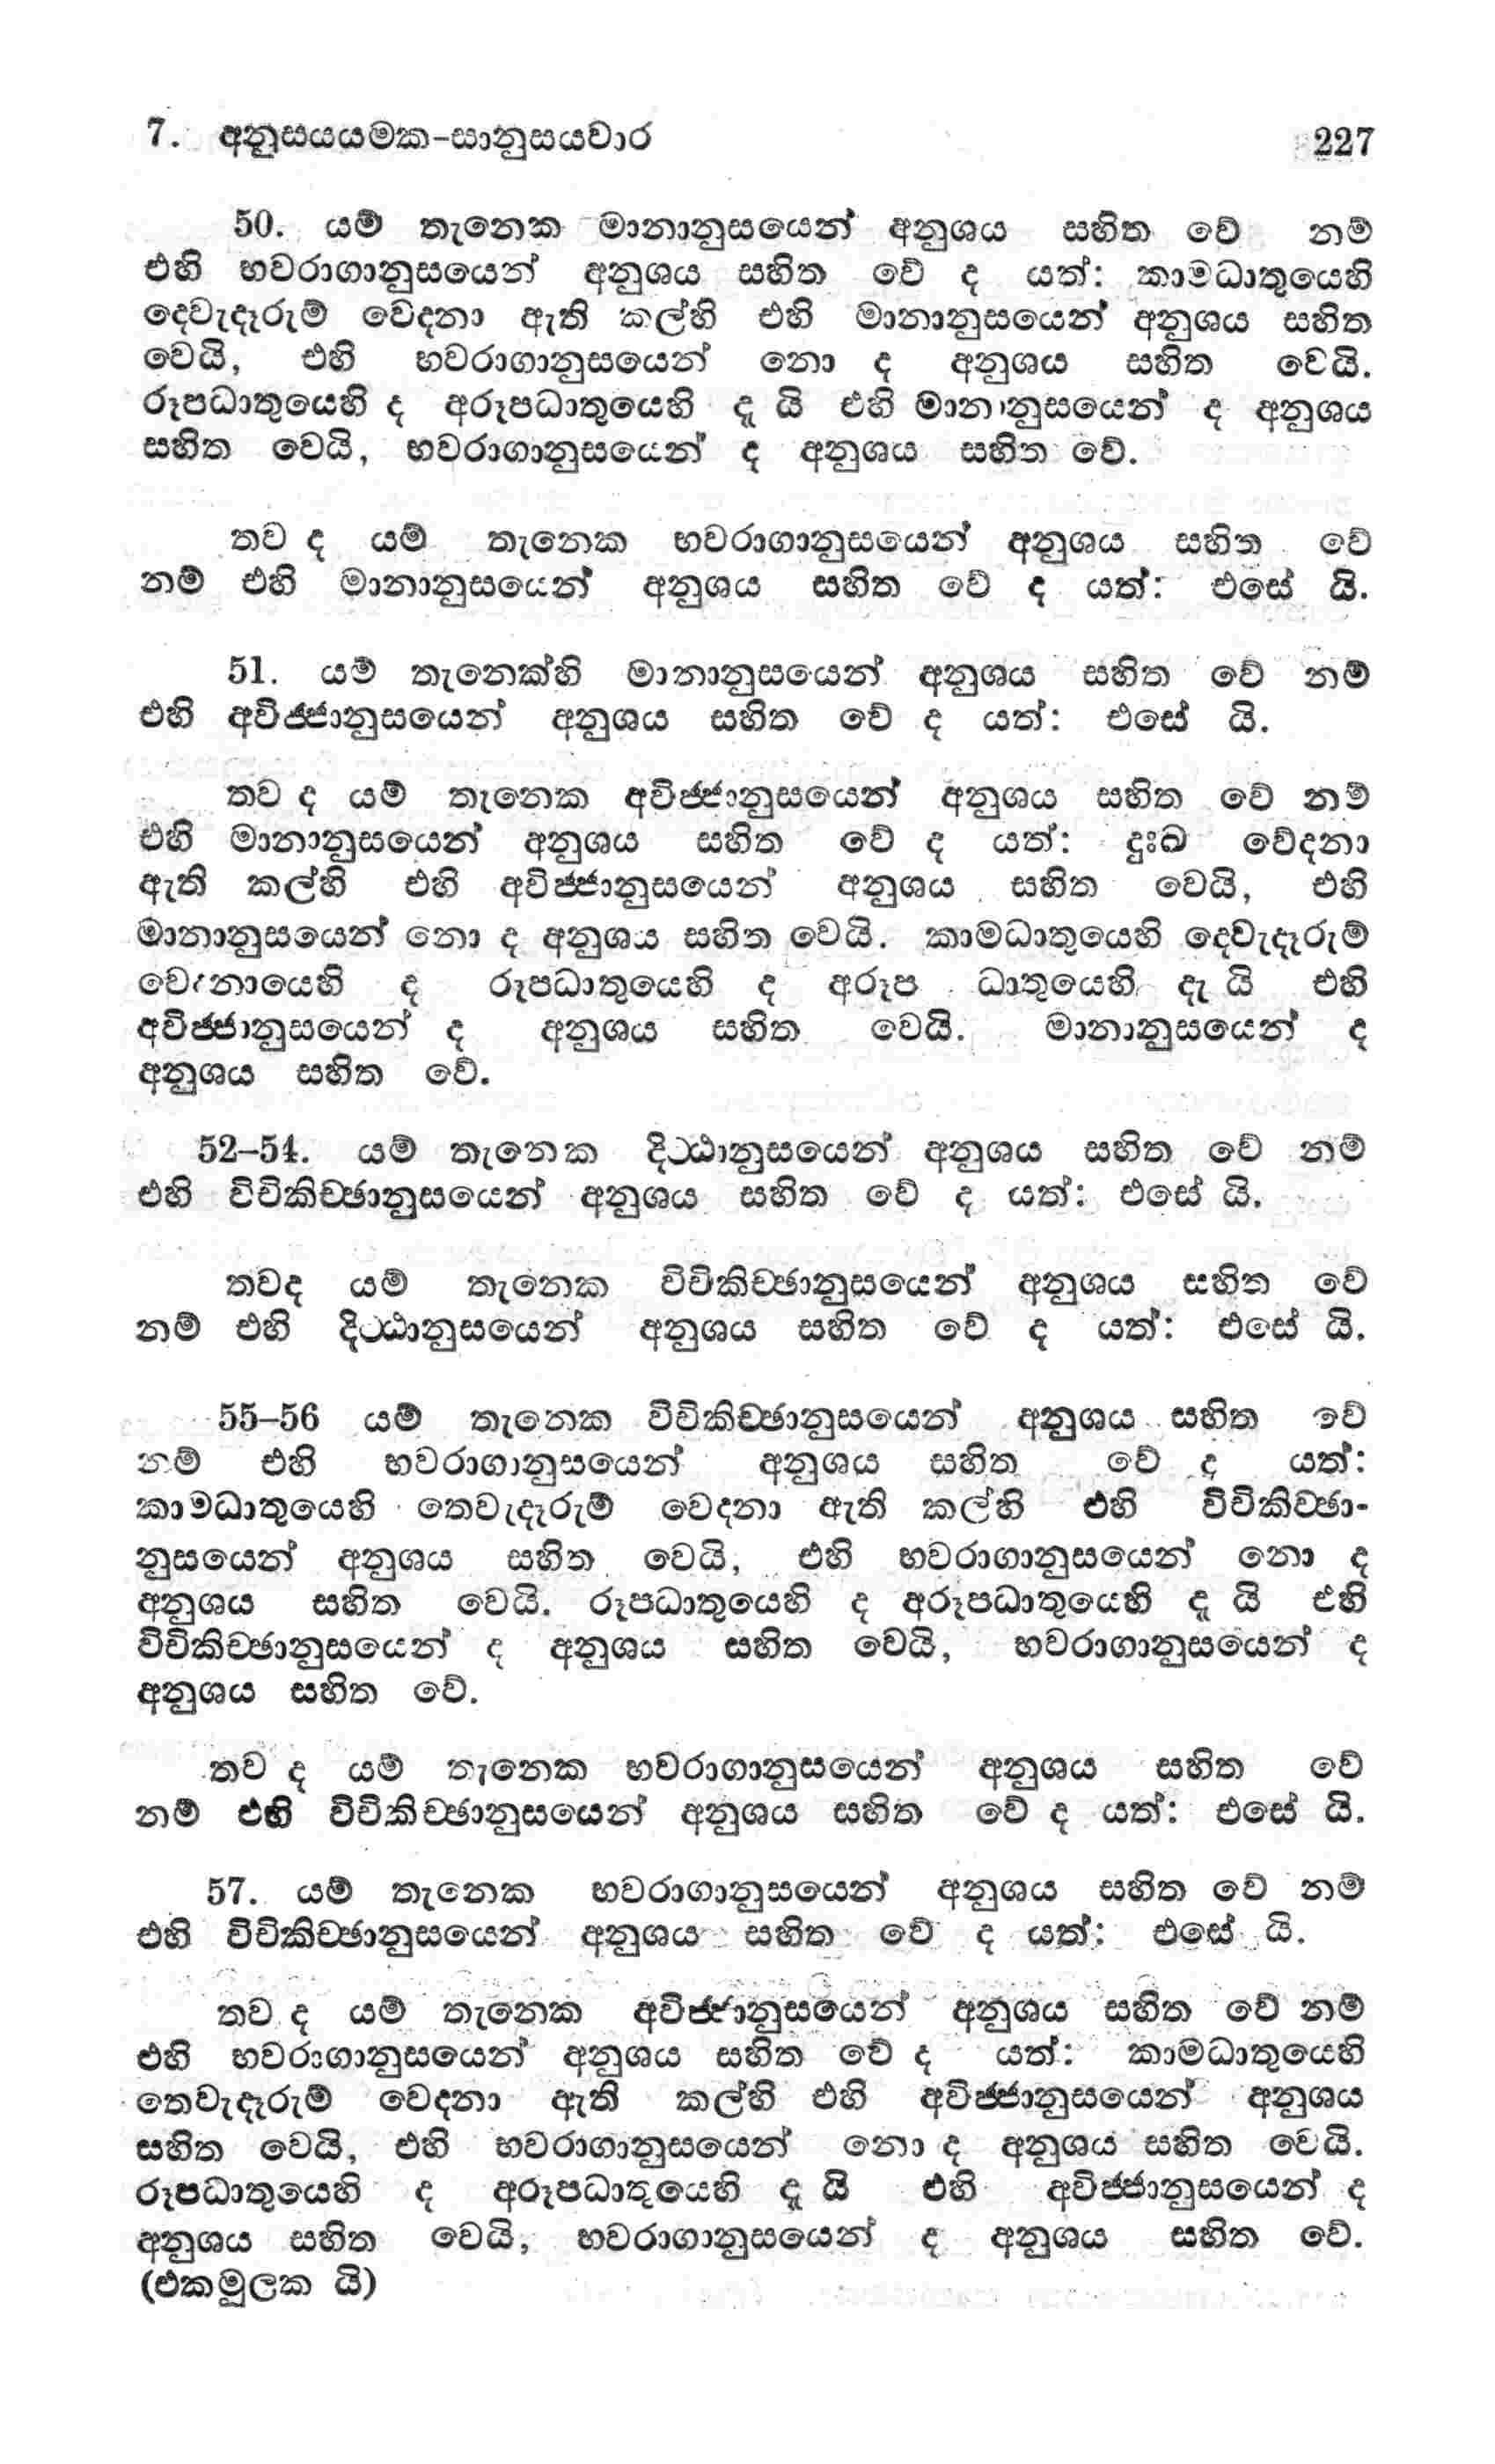 7. අනුසයයමක-සානුසයවාර 227
50. යම් තැනෙක මානානුසයෙන් අනුශය සහිත වේ නම්
එහි භවරාගානුසයෙන් අනුශය සහිත වේ ද යත්: කාමධාතුයෙහි
දෙවැදෑරුම් වෙදනා ඇති කල්හි එහි මානානුසයෙන් අනුශය සහිත
වෙයි, එහි භවරාගානුසයෙන් නො ද අනුශය සහිත වෙයි.
රූපධාතුයෙහි ද අරූපධාතුයෙහි දැ යි එහි මානානුසයෙන් ද අනුශය
සහිත වෙයි, භවරාගානුසයෙන් ද අනුශය සහිත වේ.
තව ද යම් තැනෙක භවරාගානුසයෙන් අනුශය සහිත වේ
නම් එහි මානානුසයෙන් අනුශය සහිත වේ ද යත්: එසේ යි.
51. යම් තැනෙක්හි මානානුසයෙන් අනුශය සහිත වේ නම්
එහි අවිජ්ජානුසයෙන් අනුශය සහිත වේ ද යත්: එසේ යි.
තව ද යම් තැනෙක අවිජ්ජානුසයෙන් අනුශය සහිත වේ නම්
එහි මානානුසයෙන් අනුශය සහිත වේ ද යත්: දුඃඛ වේදනා
ඇති කල්හි එහි අවිජ්ජානුසයෙන් අනුශය සහිත වෙයි, එහි
මානානුසයෙන් නො ද අනුශය සහිත වෙයි. කාමධාතුයෙහි දෙවැදෑරුම්
වෙදනායෙහි ද රූපධාතුයෙහි ද අරූප ධාතුයෙහි දැ යි එහි
අවිජ්ජානුසයෙන් ද අනුශය සහිත වෙයි. මානානුසයෙන් ද
අනුශය සහිත වේ.
52–54. යම් තැනෙක දිට්ඨානුසයෙන් අනුශය සහිත වේ නම්
එහි විචිකිච්ඡානුසයෙන් අනුශය සහිත වේ ද යත්: එසේ යි.
තවද යම් තැනෙක විචිකිච්ඡානුසයෙන් අනුශය සහිත වේ
නම් එහි දිට්ඨානුසයෙන් අනුශය සහිත වේ ද යත්: එසේ යි.
55–56 යම් තැනෙක විචිකිච්ඡානුසයෙන් අනුශය සහිත වේ
නම් එහි භවරාගානුසයෙන් අනුශය සහිත වේ ද යත්:
කාමධාතුයෙහි තෙවැදෑරුම් වෙදනා ඇති කල්හි එහි විචිකිච්ඡා-
නුසයෙන් අනුශය සහිත වෙයි, එහි භවරාගානුසයෙන් නො ද
අනුශය සහිත වෙයි. රූපධාතුයෙහි ද අරූපධාතුයෙහි දැ යි එහි
විචිකිච්ඡානුසයෙන් ද අනුශය සහිත වෙයි, භවරාගානුසයෙන් ද
අනුශය සහිත වේ.
තව ද යම් තැනෙක භවරාගානුසයෙන් අනුශය සහිත වේ
නම් එහි විචිකිච්ඡානුසයෙන් අනුශය සහිත වේ ද යත්: එසේ යි.
57. යම් තැනෙක භවරාගානුසයෙන් අනුශය සහිත වේ නම්
එහි විචිකිච්ඡානුසයෙන් අනුශය සහිත වේ ද යත්: එසේ යි.
තව ද යම් තැනෙක අවිජ්ජානුසයෙන් අනුශය සහිත වේ නම්
එහි භවරාගානුසයෙන් අනුශය සහිත වේ ද යත්: කාමධාතුයෙහි
තෙවැදෑරුම් වෙදනා ඇති කල්හි එහි අවිජ්ජානුසයෙන් අනුශය
සහිත වෙයි, එහි භවරාගානුසයෙන් නො ද අනුශය සහිත වෙයි.
රූපධාතුයෙහි ද අරූපධාතුයෙහි දැ යි එහි අවිජ්ජානුසයෙන් ද
අනුශය සහිත වෙයි, භවරාගානුසයෙන් ද අනුශය සහිත වේ.
(එකමූලක යි)